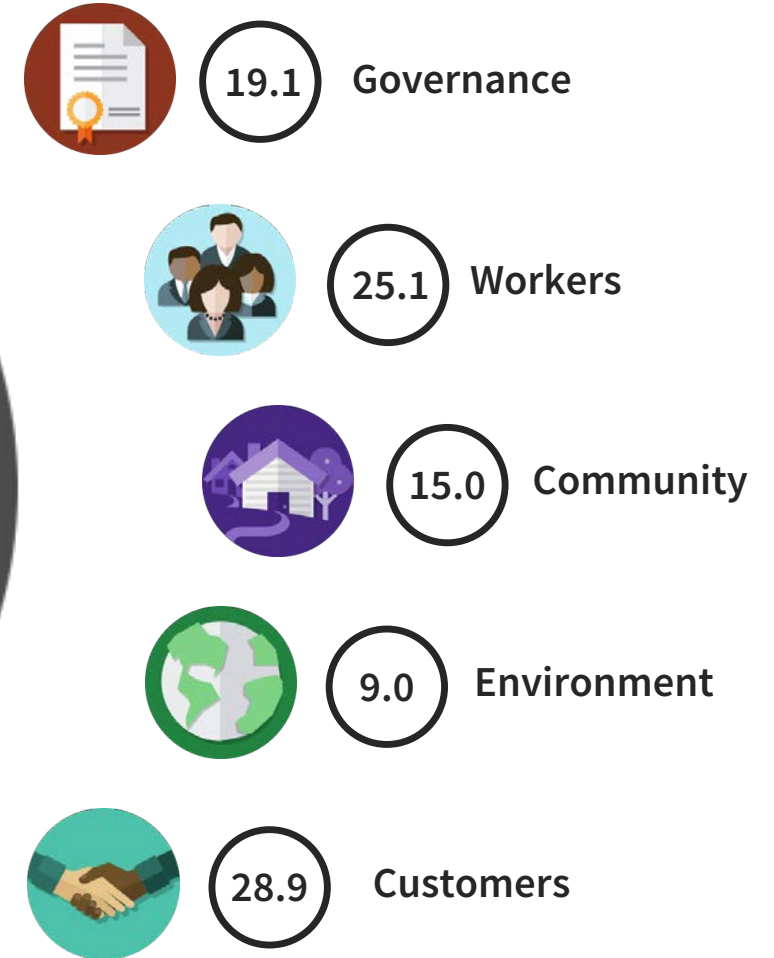 19.1 Governance
25.1 Workers
15.0 Community
9.0 Environment
28.9 Customers